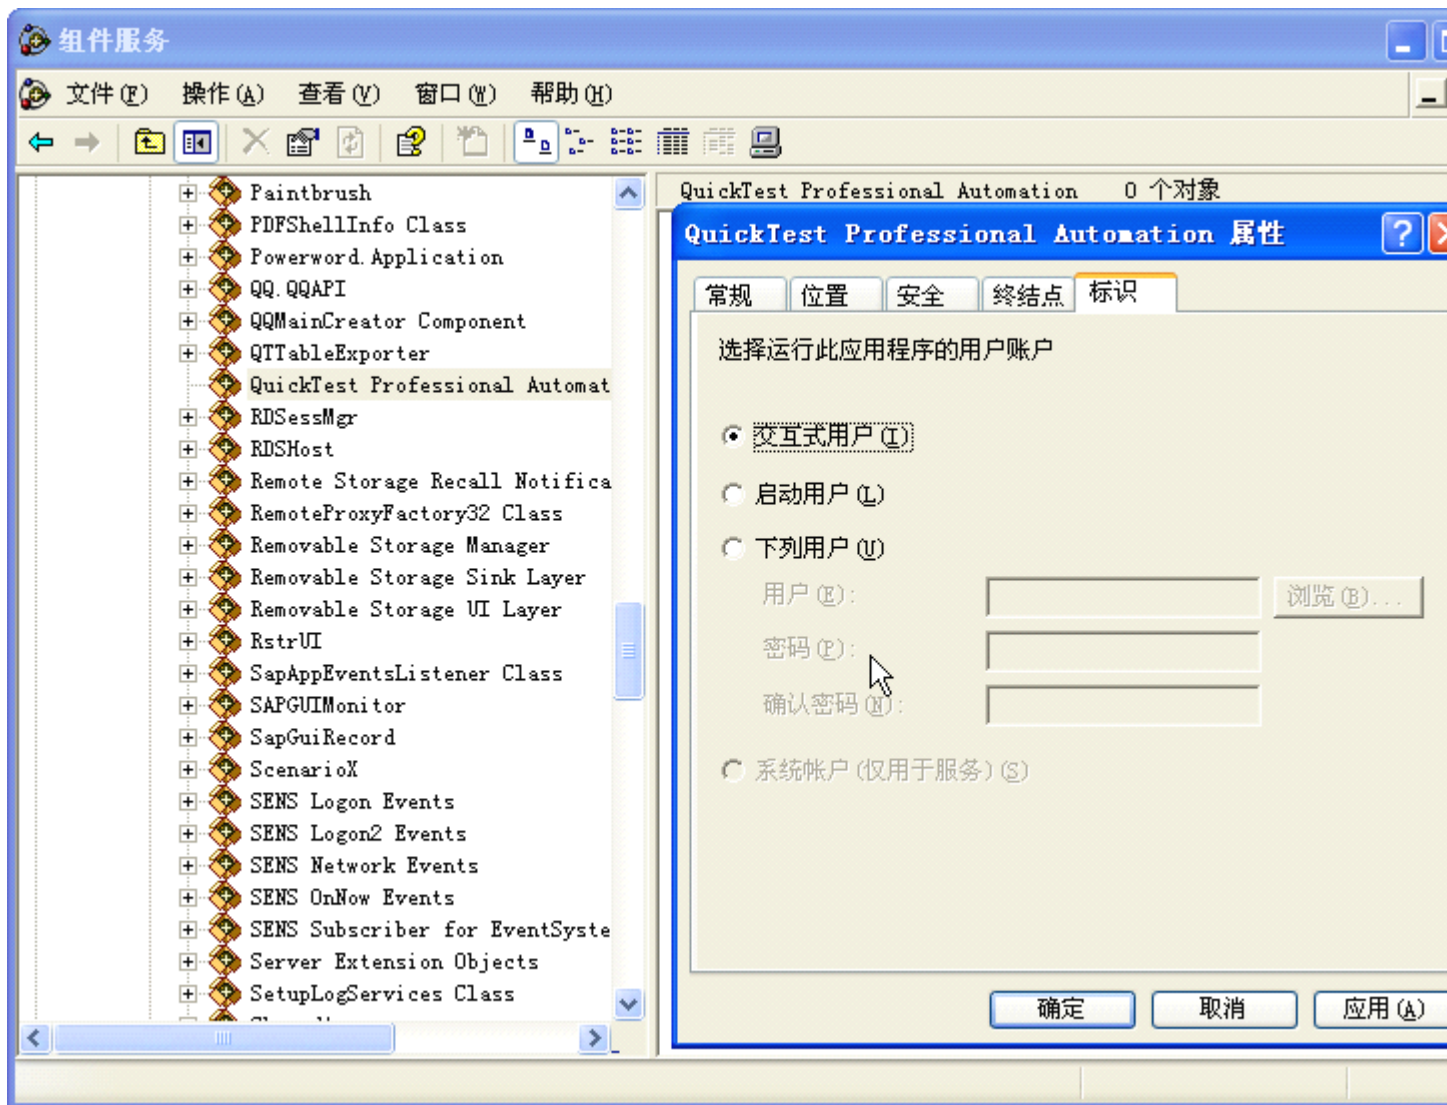 组件服务
文件(F) 操作(A) 查看(V) 窗口(W) 帮助(H)
Paintbrush
PDFShellInfo Class
Powerword.Application
QQ.QQAPI
QQMainCreator Component
QTTableExporter
QuickTest Professional Automat
RDSessMgr
RDSHost
Remote Storage Recall Notifica
RemoteProxyFactory32 Class
Removable Storage Manager
Removable Storage Sink Layer
Removable Storage UI Layer
RstrUI
SapAppEventsListener Class
SAPGUIMonitor
SapGuiRecord
ScenarioX
SENS Logon Events
SENS Logon2 Events
SENS Network Events
SENS OnNow Events
SENS Subscriber for EventSyste
Server Extension Objects
SetupLogServices Class
QuickTest Professional Automation 0 个对象
QuickTest Professional Automation 属性
常规 位置 安全 终结点 标识
选择运行此应用程序的用户账户
交互式用户(I)
启动用户(L)
下列用户(U)
用户(E):
浏览(B)...
密码(P):
确认密码(N):
系统帐户(仅用于服务)(S)
确定 取消 应用(A)